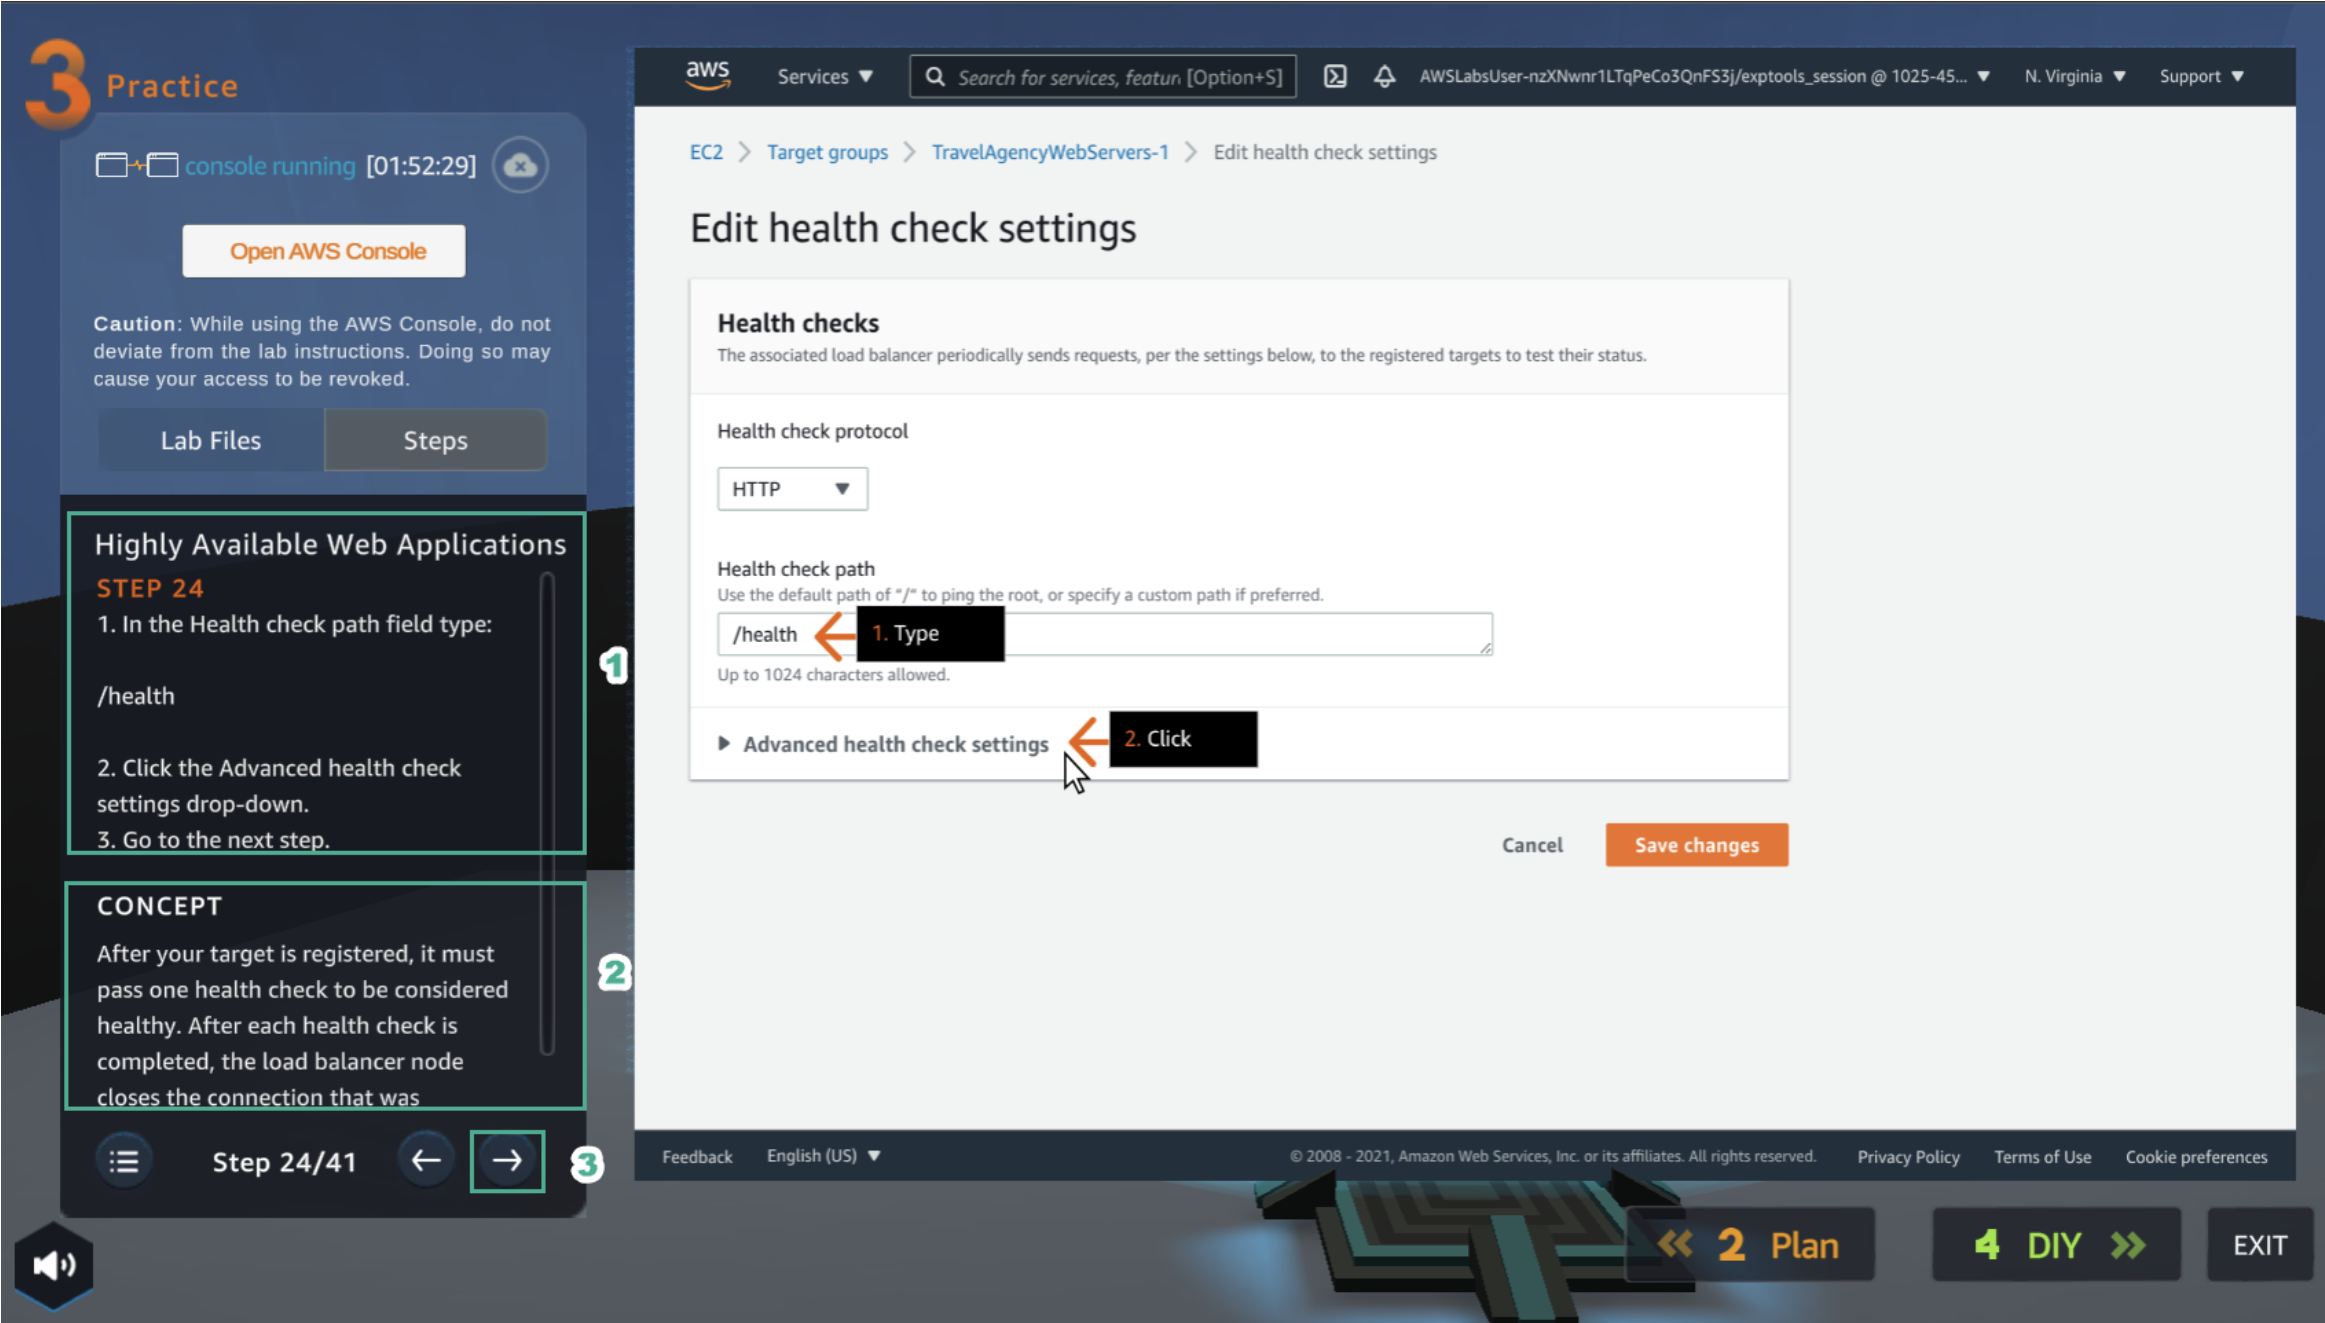 3 Practice
console running [01:52:29]
Open AWS Console
Caution: While using the AWS Console, do not
deviate from the lab instructions. Doing so may
cause your access to be revoked.
Lab Files
Steps
Highly Available Web Applications
STEP 24
1. In the Health check path field type:
/health
2. Click the Advanced health check
settings drop-down.
3. Go to the next step.
1
CONCEPT
After your target is registered, it must
pass one health check to be considered
healthy. After each health check is
completed, the load balancer node
closes the connection that was
2
Step 24/41
3
aws
Services
Search for services, featur [Option+S]
AWSLabsUser-nzXNwnr1LTqPeCo3QnFS3j/exptools_session @ 1025-45...
N. Virginia
Support
EC2 > Target groups > TravelAgencyWebServers-1 > Edit health check settings
Edit health check settings
Health checks
The associated load balancer periodically sends requests, per the settings below, to the registered targets to test their status.
Health check protocol
HTTP
Health check path
Use the default path of "/" to ping the root, or specify a custom path if preferred.
/health
1. Type
Up to 1024 characters allowed.
Advanced health check settings
2. Click
Cancel
Save changes
Feedback
English (US)
© 2008 - 2021, Amazon Web Services, Inc. or its affiliates. All rights reserved.
Privacy Policy
Terms of Use
Cookie preferences
2 Plan
4 DIY
EXIT